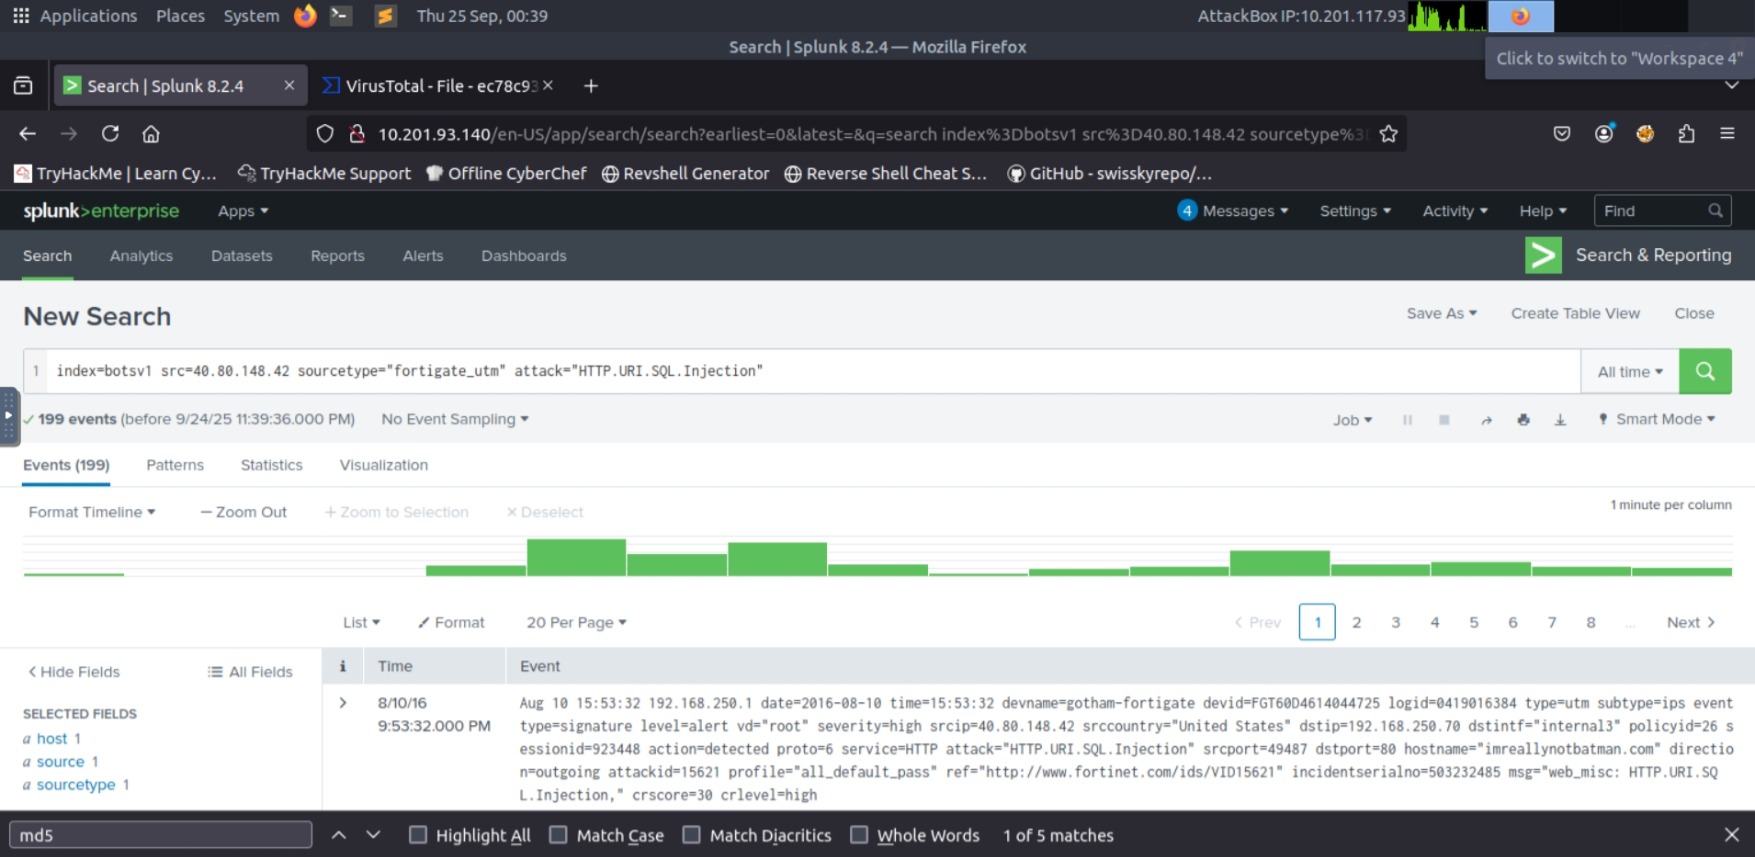 Applications Places System Thu 25 Sep, 00:39 AttackBox IP:10.201.117.93
Search | Splunk 8.2.4 — Mozilla Firefox
Click to switch to "Workspace 4"
Search | Splunk 8.2.4 × VirusTotal - File - ec78c93 × +
10.201.93.140/en-US/app/search/search?earliest=0&latest=&q=search index%3Dbotsv1 src%3D40.80.148.42 sourcetype%3
TryHackMe | Learn Cy... TryHackMe Support Offline CyberChef Revshell Generator Reverse Shell Cheat S... GitHub - swisskyrepo/...
splunk>enterprise Apps 4 Messages Settings Activity Help Find
Search Analytics Datasets Reports Alerts Dashboards Search & Reporting
New Search Save As Create Table View Close
1 index=botsv1 src=40.80.148.42 sourcetype="fortigate_utm" attack="HTTP.URI.SQL.Injection" All time
199 events (before 9/24/25 11:39:36.000 PM) No Event Sampling Job Smart Mode
Events (199) Patterns Statistics Visualization
Format Timeline — Zoom Out + Zoom to Selection × Deselect 1 minute per column
List Format 20 Per Page < Prev 1 2 3 4 5 6 7 8 ... Next >
< Hide Fields All Fields i Time Event
SELECTED FIELDS
a host 1
a source 1
a sourcetype 1
> 8/10/16
9:53:32.000 PM
Aug 10 15:53:32 192.168.250.1 date=2016-08-10 time=15:53:32 devname=gotham-fortigate devid=FGT60D4614044725 logid=0419016384 type=utm subtype=ips event
type=signature level=alert vd="root" severity=high srcip=40.80.148.42 srccountry="United States" dstip=192.168.250.70 dstintf="internal3" policyid=26 s
essionid=923448 action=detected proto=6 service=HTTP attack="HTTP.URI.SQL.Injection" srcport=49487 dstport=80 hostname="imreallynotbatman.com" directio
n=outgoing attackid=15621 profile="all_default_pass" ref="http://www.fortinet.com/ids/VID15621" incidentserialno=503232485 msg="web_misc: HTTP.URI.SQ
L.Injection," crscore=30 crlevel=high
md5 Highlight All Match Case Match Diacritics Whole Words 1 of 5 matches